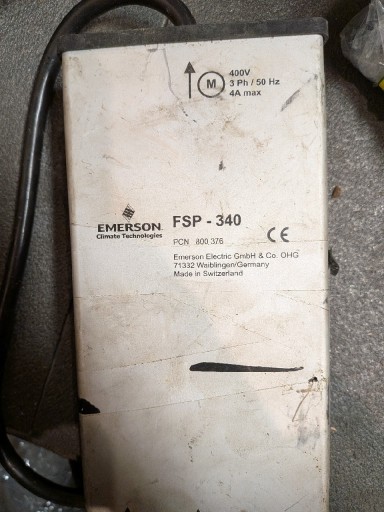 400V
M
3 Ph / 50 Hz
4A max
EMERSON
Climate Technologies
FSP - 340
PCN 800 376
CE
Emerson Electric GmbH & Co. OHG
71332 Waiblingen/Germany
Made in Switzerland